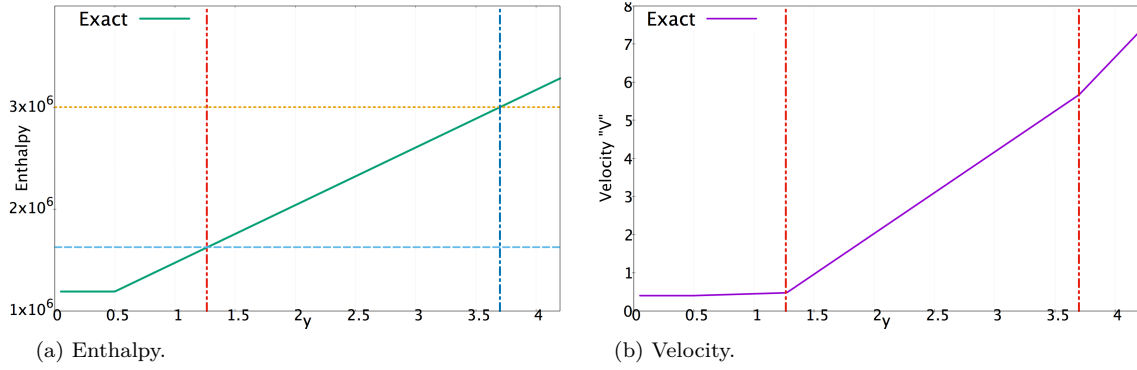 Exact
3x10⁶
2x10⁶
1x10⁶
Enthalpy
0 0.5 1 1.5 2 2.5 3 3.5 4
y
(a) Enthalpy.
Exact
8
7
6
5
4
3
2
1
0
Velocity "V"
0 0.5 1 1.5 2 2.5 3 3.5 4
y
(b) Velocity.